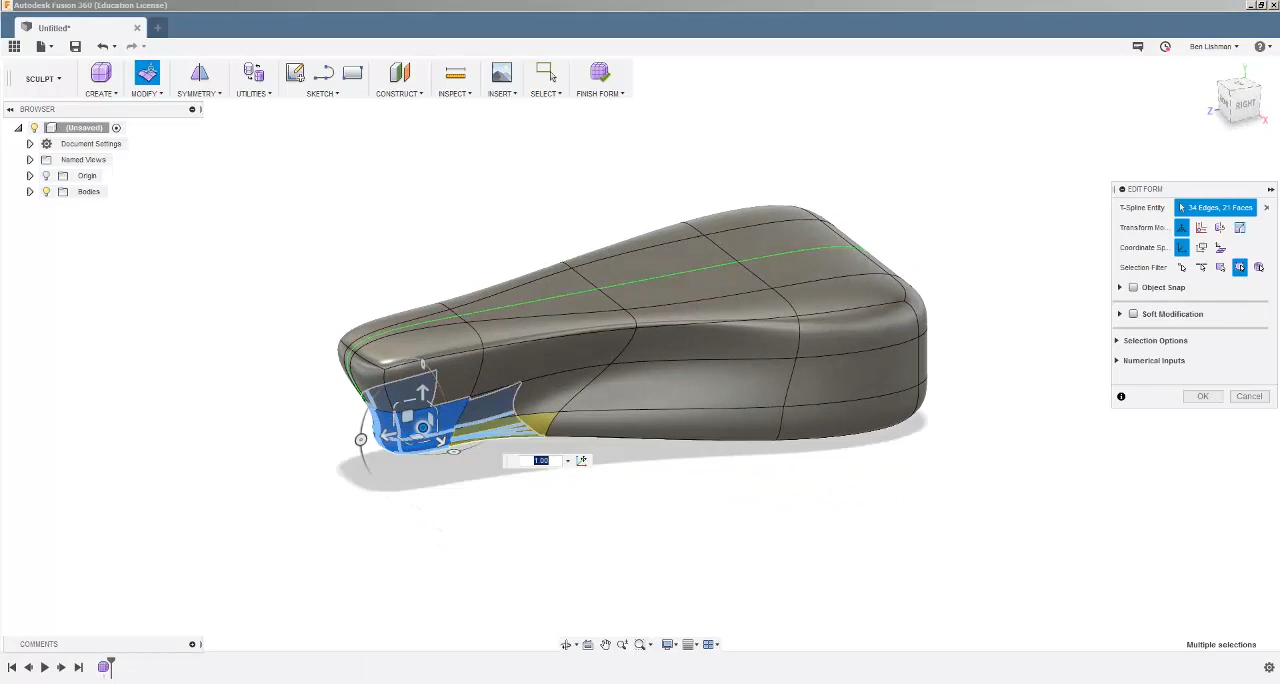 Autodesk Fusion 360 (Education License)
Untitled*
Ben Lishman
SCULPT
CREATE
MODIFY
SYMMETRY
UTILITIES
SKETCH
CONSTRUCT
INSPECT
INSERT
SELECT
FINISH FORM
BROWSER
(Unsaved)
Document Settings
Named Views
Origin
Bodies
Y
Z
RIGHT
X
EDIT FORM
T-Spline Entity
34 Edges, 21 Faces
Transform Mo...
Coordinate Sp...
Selection Filter
Object Snap
Soft Modification
Selection Options
Numerical Inputs
OK
Cancel
1.00
COMMENTS
Multiple selections